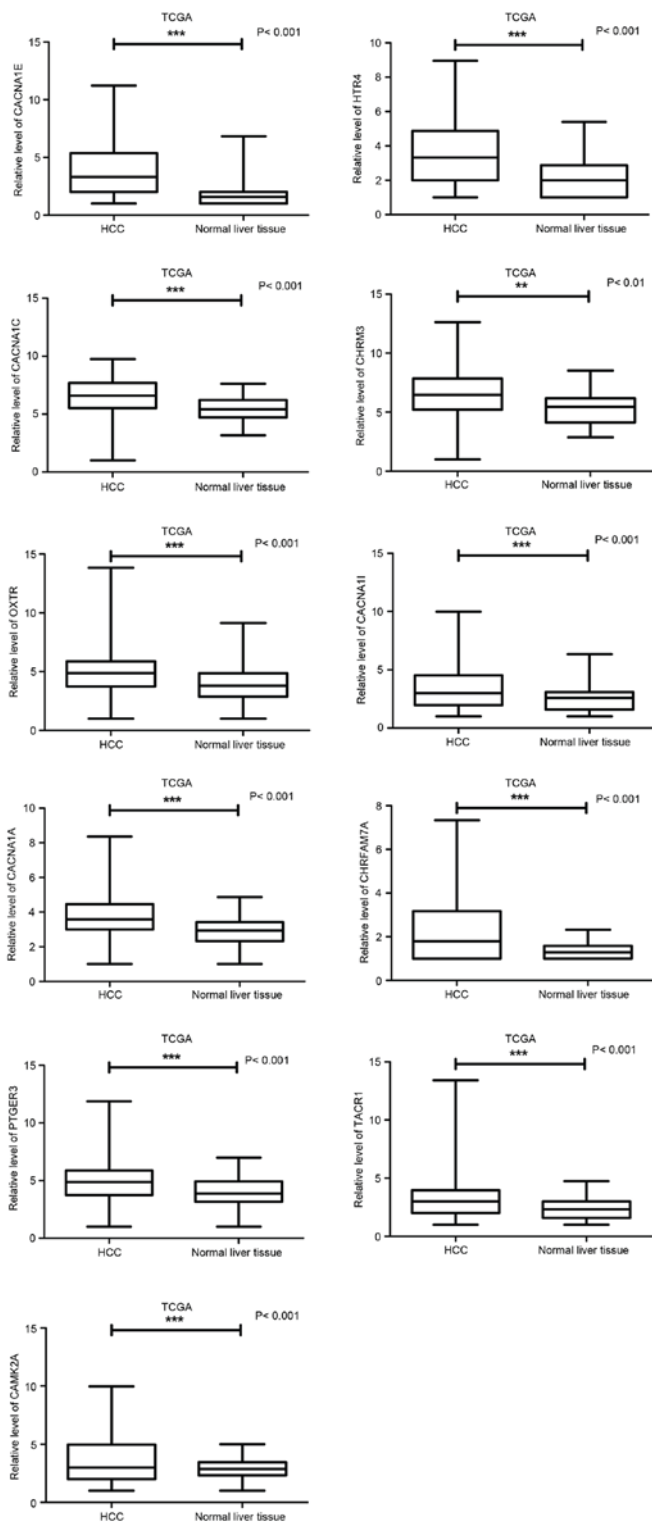 TCGA
***
P< 0.001
Relative level of CACNA1E
15
10
5
0
HCC
Normal liver tissue
TCGA
***
P< 0.001
Relative level of HTR4
10
8
6
4
2
0
HCC
Normal liver tissue
TCGA
***
P< 0.001
Relative level of CACNA1C
15
10
5
0
HCC
Normal liver tissue
TCGA
**
P< 0.01
Relative level of CHRM3
15
10
5
0
HCC
Normal liver tissue
TCGA
***
P< 0.001
Relative level of OXTR
15
10
5
0
HCC
Normal liver tissue
TCGA
***
P< 0.001
Relative level of CACNA1I
15
10
5
0
HCC
Normal liver tissue
TCGA
***
P< 0.001
Relative level of CACNA1A
10
8
6
4
2
0
HCC
Normal liver tissue
TCGA
***
P< 0.001
Relative level of CHRFAM7A
8
6
4
2
0
HCC
Normal liver tissue
TCGA
***
P< 0.001
Relative level of PTGER3
15
10
5
0
HCC
Normal liver tissue
TCGA
***
P< 0.001
Relative level of TACR1
15
10
5
0
HCC
Normal liver tissue
TCGA
***
P< 0.001
Relative level of CAMK2A
15
10
5
0
HCC
Normal liver tissue